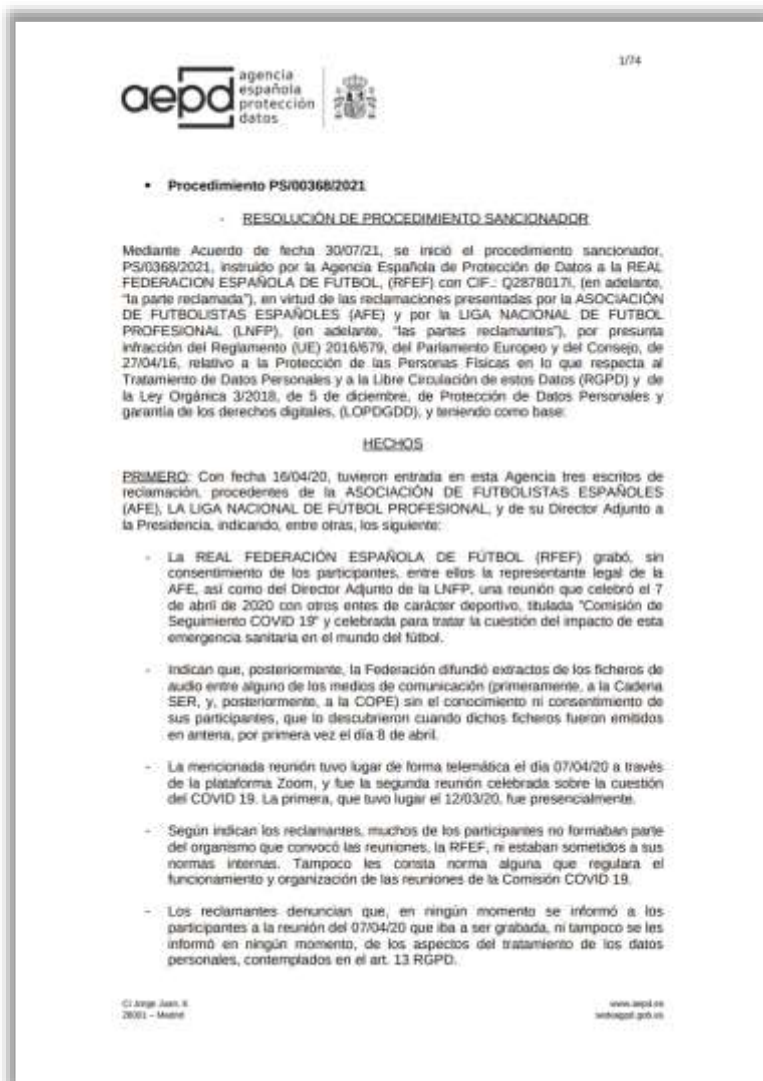 1/74
aepd
agencia
española
protección
datos
• Procedimiento PS/00368/2021
- RESOLUCIÓN DE PROCEDIMIENTO SANCIONADOR
Mediante Acuerdo de fecha 30/07/21, se inició el procedimiento sancionador,
PS/0368/2021, instruido por la Agencia Española de Protección de Datos a la REAL
FEDERACION ESPAÑOLA DE FUTBOL, (RFEF) con CIF.: Q2878017I, (en adelante,
"la parte reclamada"), en virtud de las reclamaciones presentadas por la ASOCIACIÓN
DE FUTBOLISTAS ESPAÑOLES (AFE) y por la LIGA NACIONAL DE FUTBOL
PROFESIONAL (LNFP), (en adelante, "las partes reclamantes"), por presunta
infracción del Reglamento (UE) 2016/679, del Parlamento Europeo y del Consejo, de
27/04/16, relativo a la Protección de las Personas Físicas en lo que respecta al
Tratamiento de Datos Personales y a la Libre Circulación de estos Datos (RGPD) y de
la Ley Orgánica 3/2018, de 5 de diciembre, de Protección de Datos Personales y
garantía de los derechos digitales, (LOPDGDD), y teniendo como base:
HECHOS
PRIMERO: Con fecha 16/04/20, tuvieron entrada en esta Agencia tres escritos de
reclamación, procedentes de la ASOCIACIÓN DE FUTBOLISTAS ESPAÑOLES
(AFE), LA LIGA NACIONAL DE FÚTBOL PROFESIONAL, y de su Director Adjunto a
la Presidencia, indicando, entre otras, los siguiente:
- La REAL FEDERACIÓN ESPAÑOLA DE FÚTBOL (RFEF) grabó, sin
consentimiento de los participantes, entre ellos la representante legal de la
AFE, así como del Director Adjunto de la LNFP, una reunión que celebró el 7
de abril de 2020 con otros entes de carácter deportivo, titulada "Comisión de
Seguimiento COVID 19" y celebrada para tratar la cuestión del impacto de esta
emergencia sanitaria en el mundo del fútbol.
- Indican que, posteriormente, la Federación difundió extractos de los ficheros de
audio entre alguno de los medios de comunicación (primeramente, a la Cadena
SER, y, posteriormente, a la COPE) sin el conocimiento ni consentimiento de
sus participantes, que lo descubrieron cuando dichos ficheros fueron emitidos
en antena, por primera vez el día 8 de abril.
- La mencionada reunión tuvo lugar de forma telemática el día 07/04/20 a través
de la plataforma Zoom, y fue la segunda reunión celebrada sobre la cuestión
del COVID 19. La primera, que tuvo lugar el 12/03/20, fue presencialmente.
- Según indican los reclamantes, muchos de los participantes no formaban parte
del organismo que convocó las reuniones, la RFEF, ni estaban sometidos a sus
normas internas. Tampoco les consta norma alguna que regulara el
funcionamiento y organización de las reuniones de la Comisión COVID 19.
- Los reclamantes denuncian que, en ningún momento se informó a los
participantes a la reunión del 07/04/20 que iba a ser grabada, ni tampoco se les
informó en ningún momento, de los aspectos del tratamiento de los datos
personales, contemplados en el art. 13 RGPD.
C/ Jorge Juan, 6
28001 – Madrid
www.aepd.es
sedeagpd.gob.es